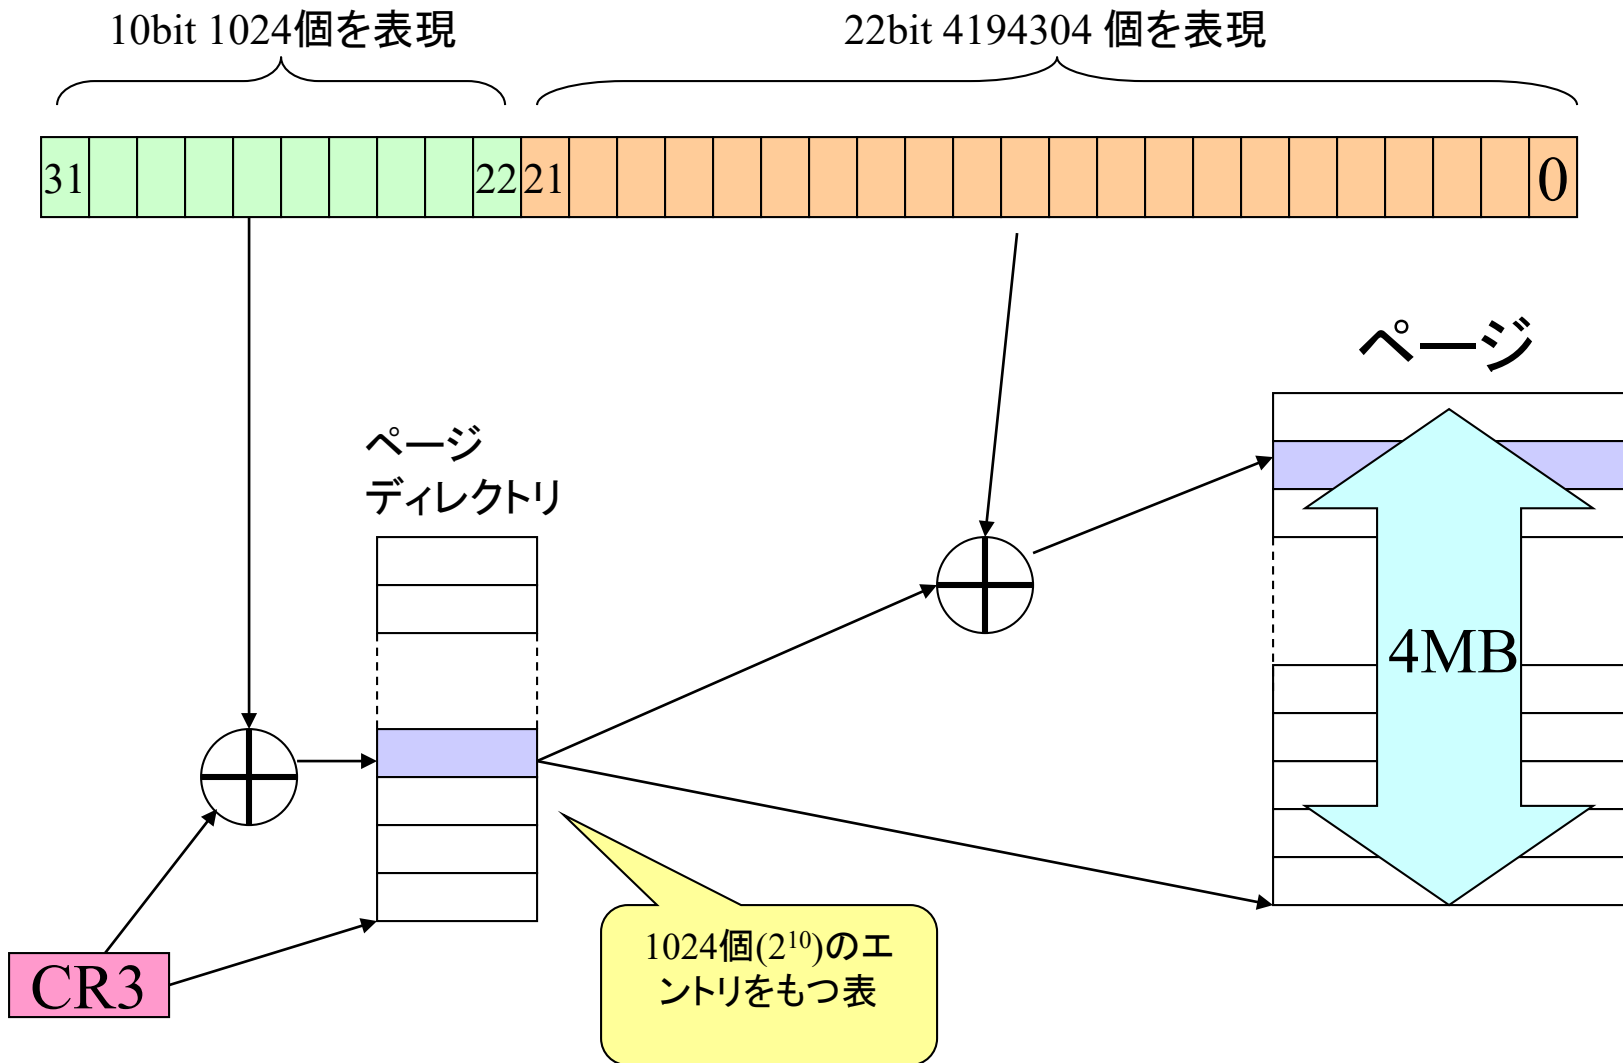 10bit 1024個を表現
22bit 4194304 個を表現
31
22
21
0
ページ
ページ
ディレクトリ
4MB
1024個(2¹⁰)のエ
ントリをもつ表
CR3